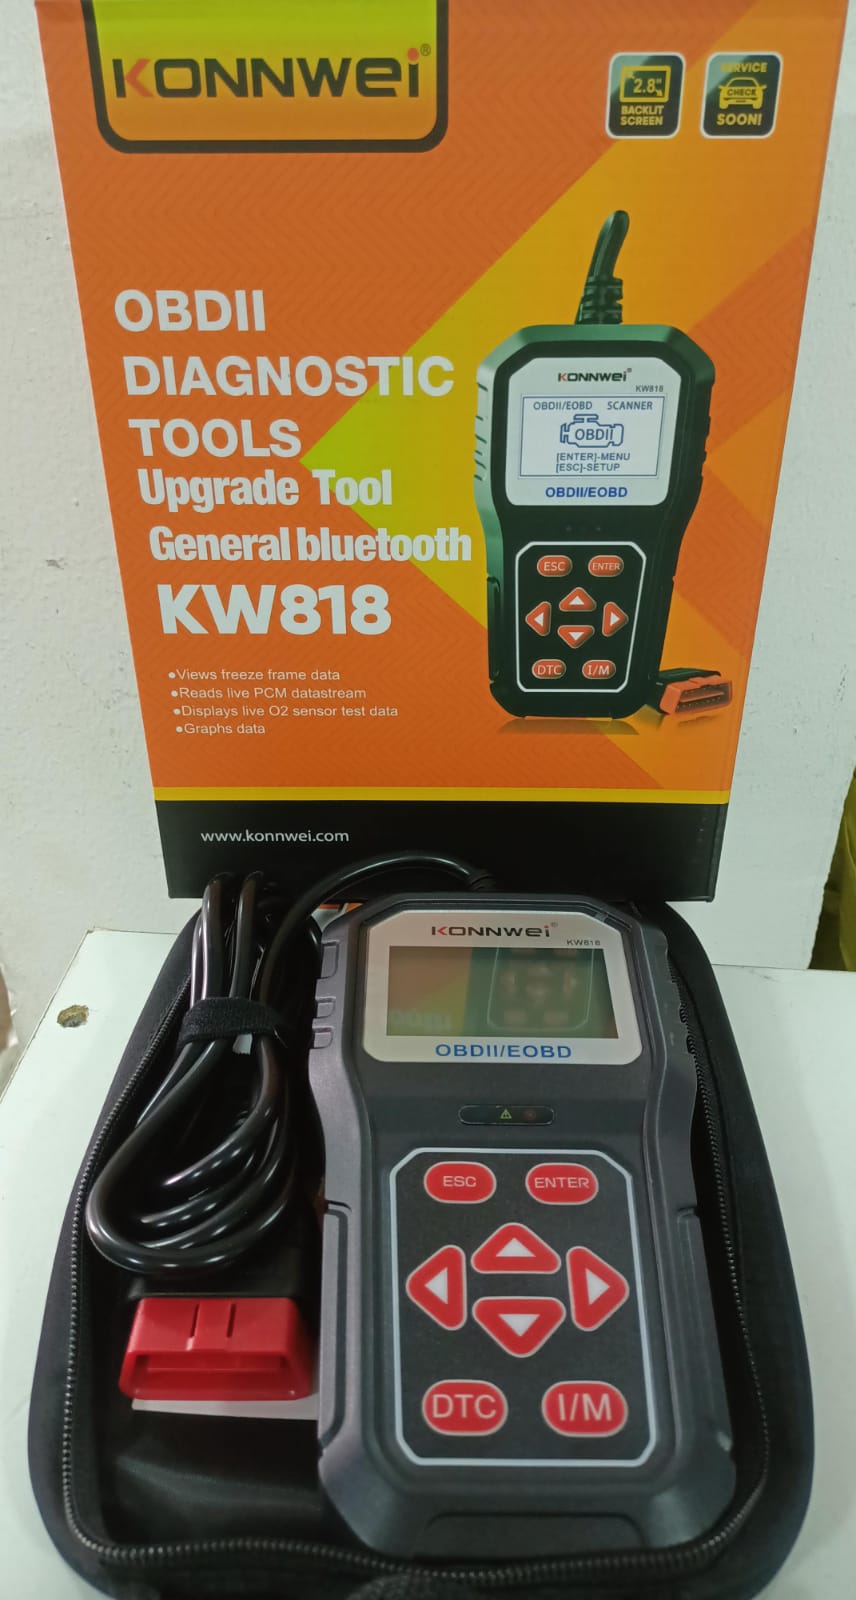 KONNWEI®
2.8"
BACKLIT
SCREEN
SERVICE
CHECK
SOON!
OBDII
DIAGNOSTIC
TOOLS
Upgrade Tool
General bluetooth
KW818
●Views freeze frame data
●Reads live PCM datastream
●Displays live O2 sensor test data
●Graphs data
KONNWEI®
KW818
OBDII/EOBD SCANNER
OBDII
[ENTER]-MENU
[ESC]-SETUP
OBDII/EOBD
ESC ENTER
DTC I/M
www.konnwei.com
KONNWEI®
KW818
OBDII/EOBD
ESC ENTER
DTC I/M